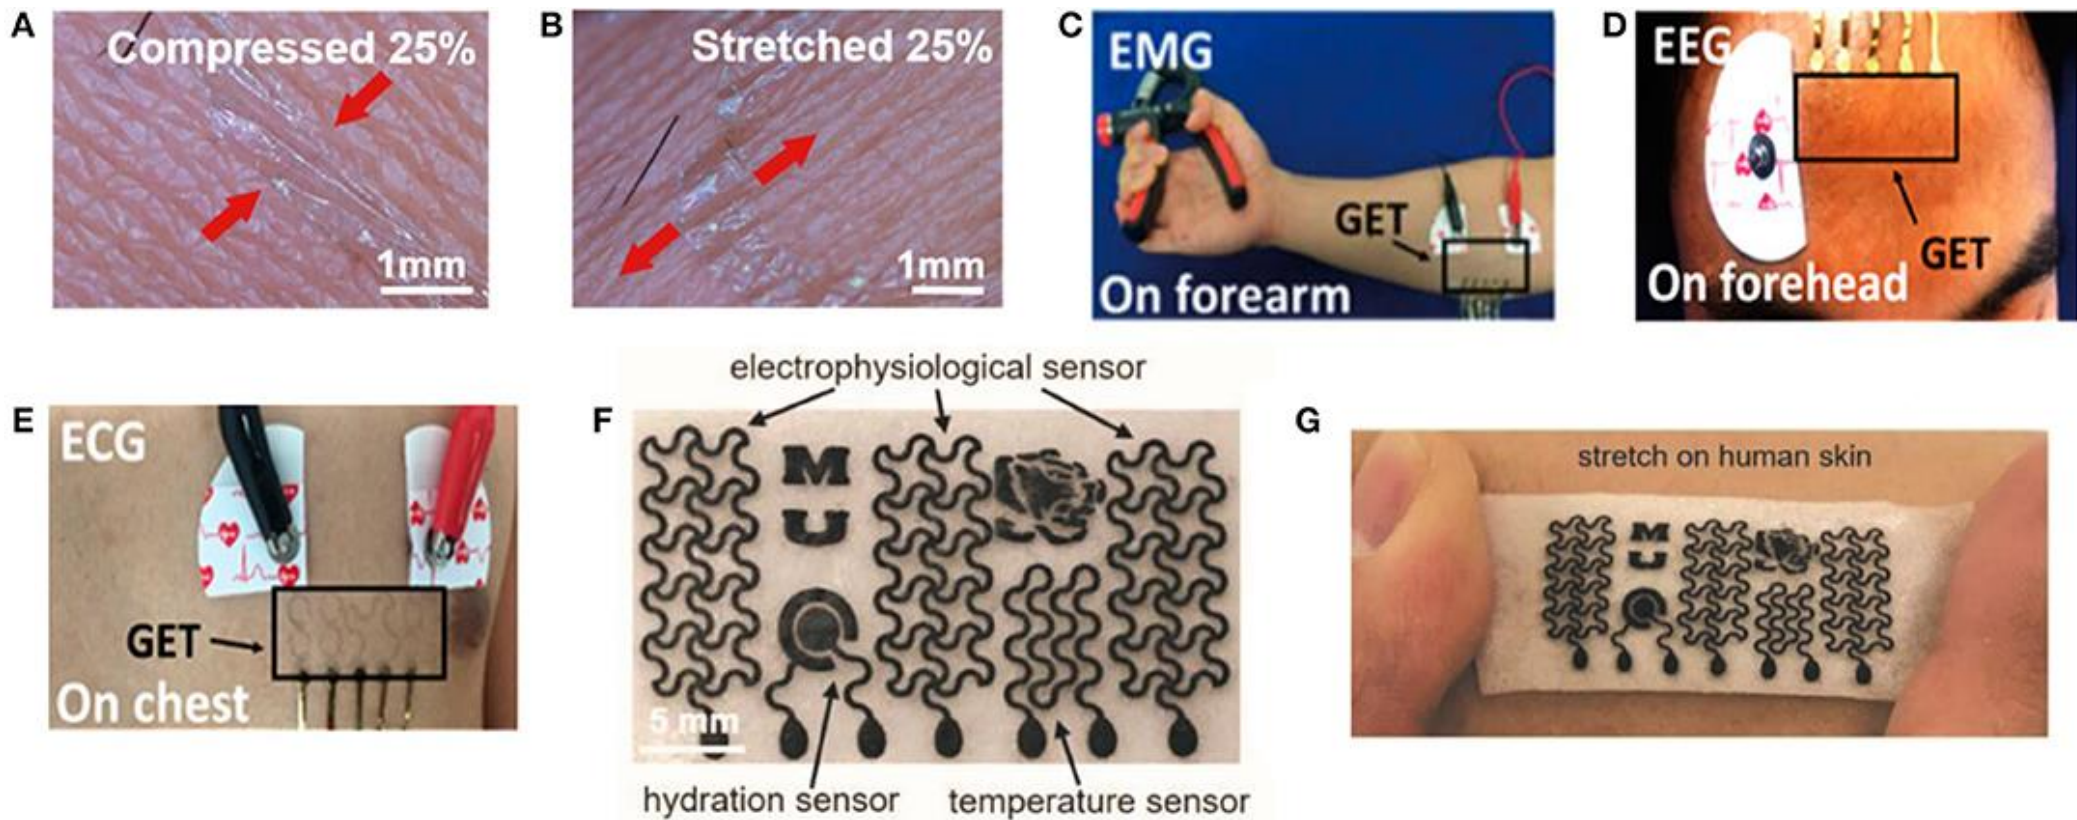 A
Compressed 25%
1mm
B
Stretched 25%
1mm
C
EMG
GET
On forearm
D
EEG
GET
On forehead
E
ECG
GET
On chest
F
electrophysiological sensor
M
U
5 mm
hydration sensor
temperature sensor
G
stretch on human skin
M
U